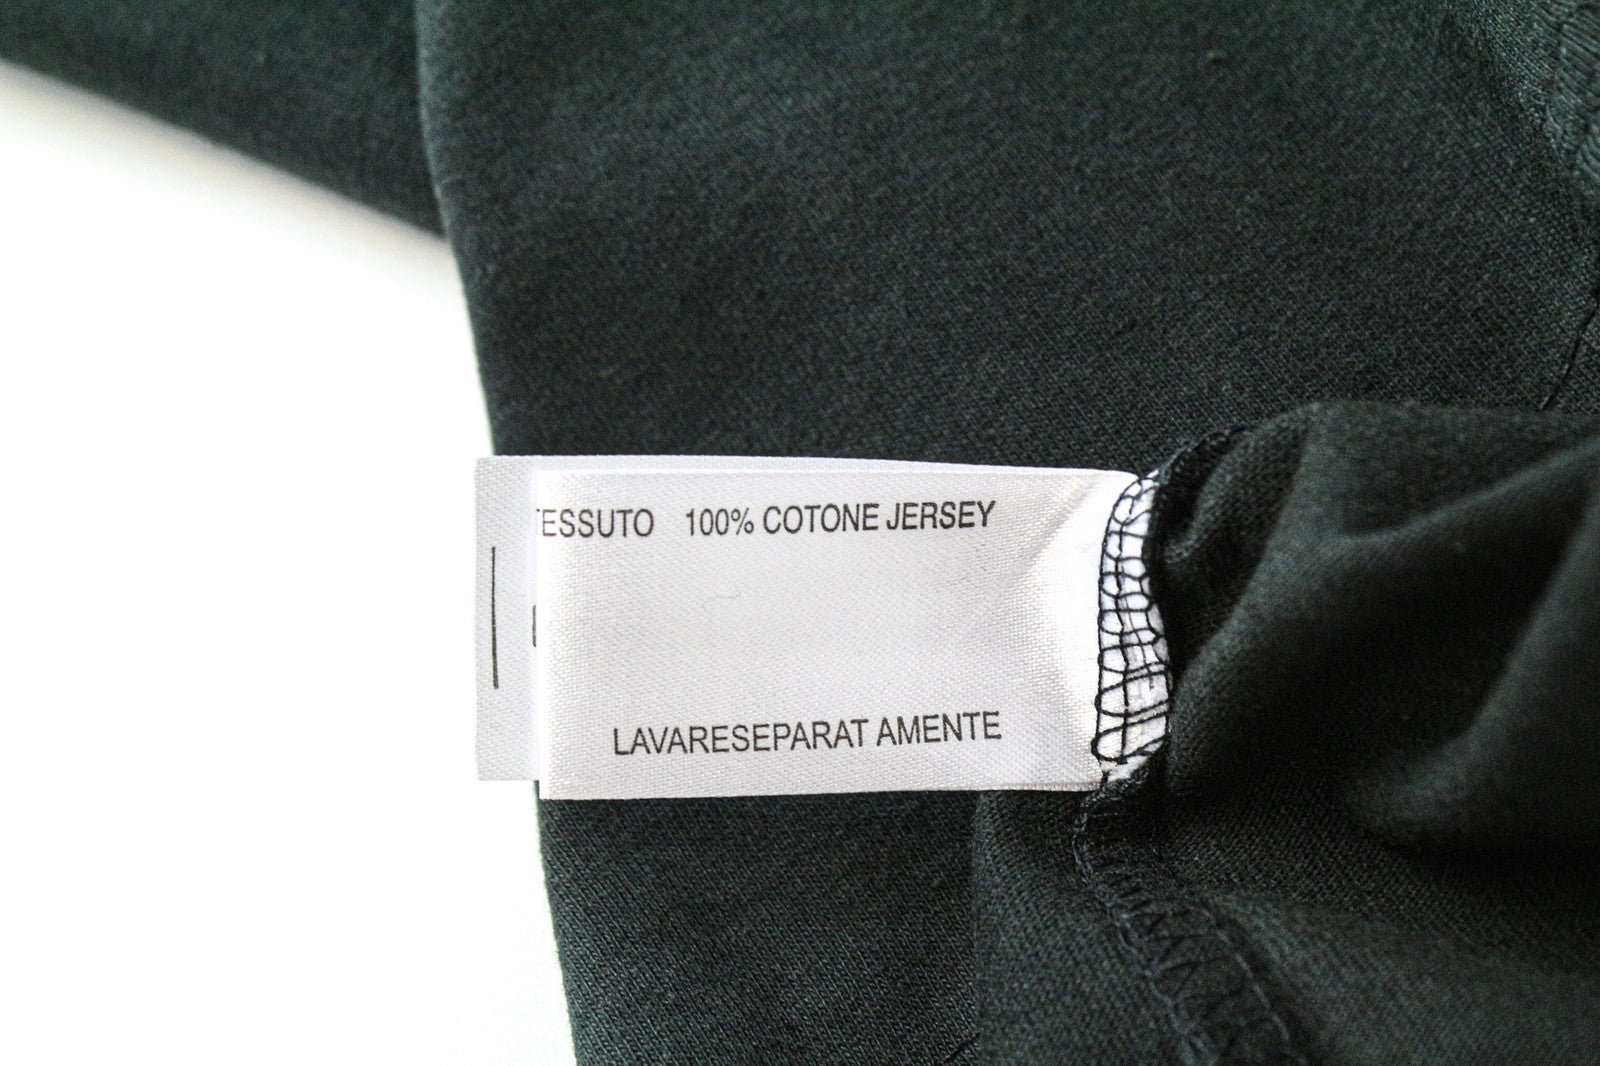 TESSUTO 100% COTONE JERSEY
LAVARESEPARAT AMENTE